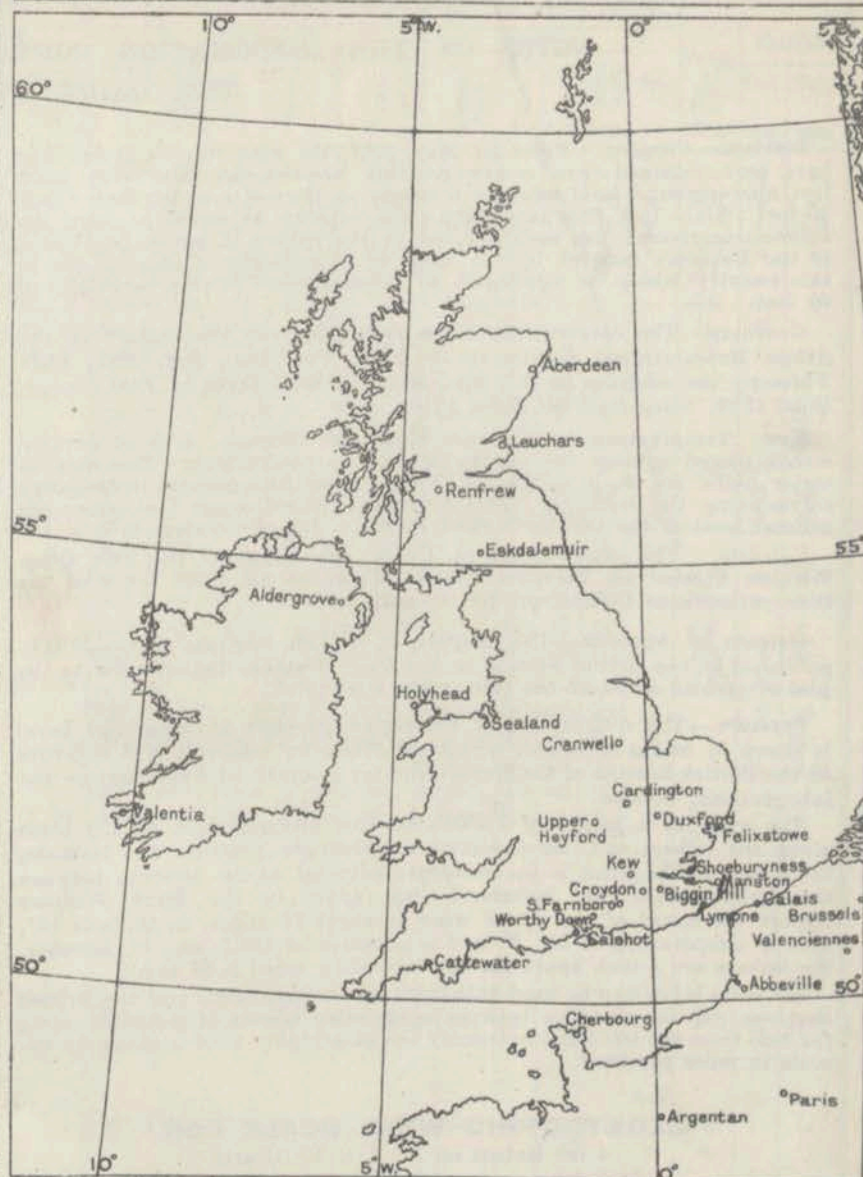 10°
5°W.
60°
Aberdeen
Leuchars
Renfrew
55°
55°
Eskdalemuir
Aldergrove
Holyhead
Sealand
Cranwell
Cardington
Valentia
Upper
Heyford
Duxford
Felixstowe
Kew
Shoeburyness
Manston
Croydon
Biggin Hill
Calais
S. Farnboro
Lympne
Brussels
Worthy Down
Calshot
Valenciennes
Cattewater
50°
50°
Abbeville
Cherbourg
Paris
Argentan
10°
5°W.
0°